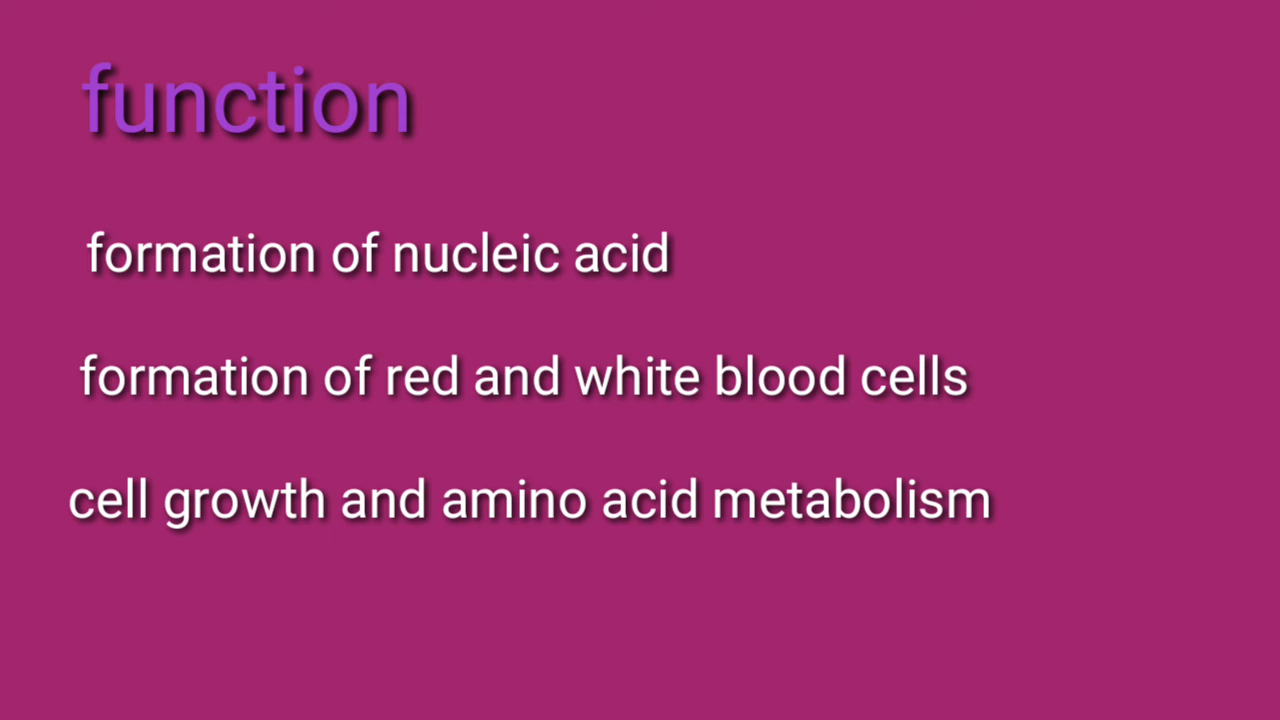 function
formation of nucleic acid
formation of red and white blood cells
cell growth and amino acid metabolism